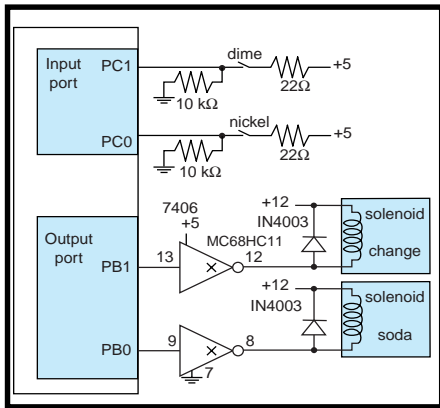 dime
Input port
PC1
+5
10 kΩ
22Ω
nickel
PC0
+5
10 kΩ
22Ω
7406
+5
+12
IN4003
solenoid
change
Output port
MC68HC11
PB1
13
12
+12
IN4003
solenoid
soda
PB0
9
8
7